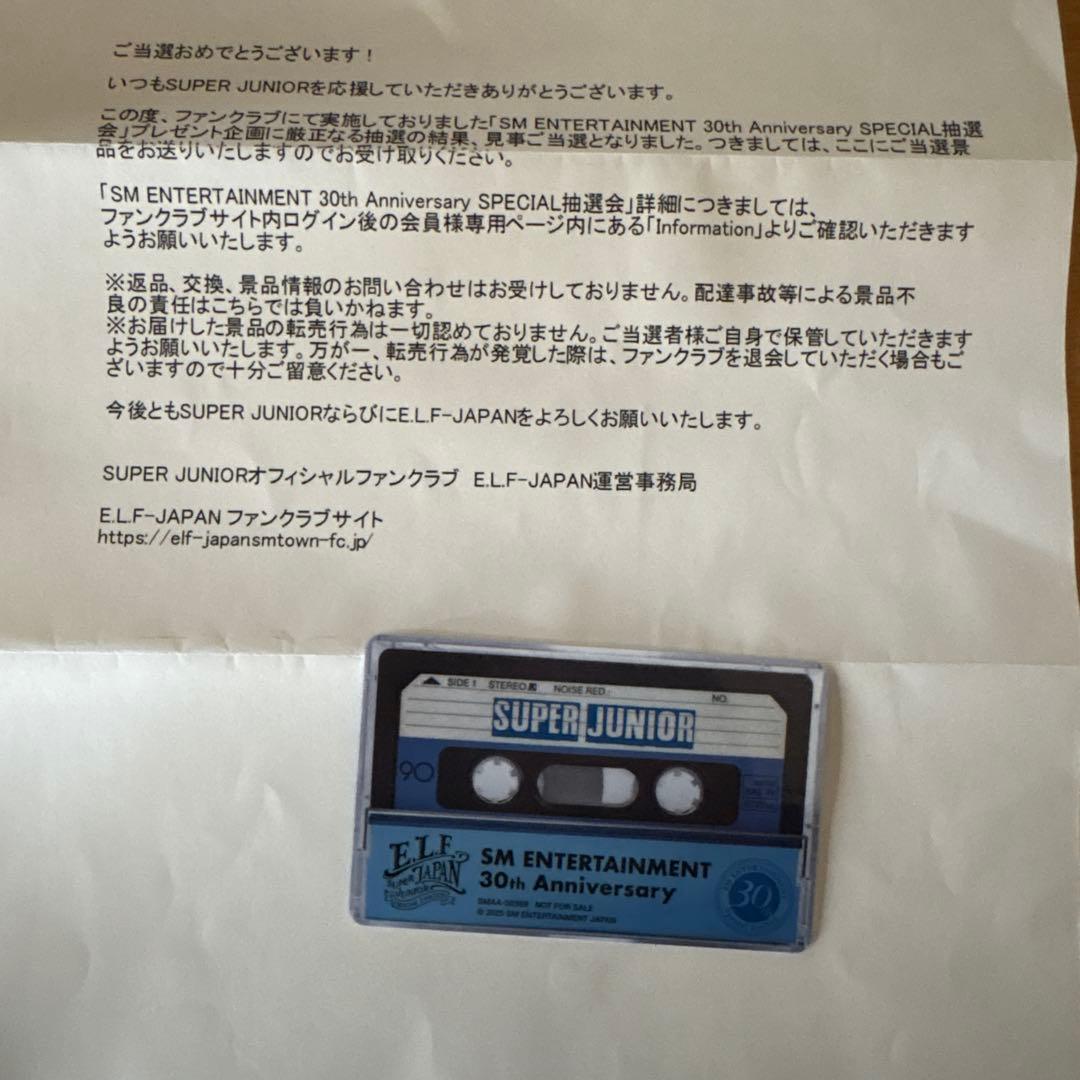 ご当選おめでとうございます！
いつもSUPER JUNIORを応援していただきありがとうございます。
この度、ファンクラブにて実施しておりました「SM ENTERTAINMENT 30th Anniversary SPECIAL抽選
会」プレゼント企画に厳正なる抽選の結果、見事ご当選となりました。つきましては、ここにご当選景
品をお送りいたしますのでお受け取りください。
「SM ENTERTAINMENT 30th Anniversary SPECIAL抽選会」詳細につきましては、
ファンクラブサイト内ログイン後の会員様専用ページ内にある「Information」よりご確認いただきます
ようお願いいたします。
※返品、交換、景品情報のお問い合わせはお受けしておりません。配達事故等による景品不
良の責任はこちらでは負いかねます。
※お届けした景品の転売行為は一切認めておりません。ご当選者様ご自身で保管していただきます
ようお願いいたします。万が一、転売行為が発覚した際は、ファンクラブを退会していただく場合もご
ざいますので十分ご留意ください。
今後ともSUPER JUNIORならびにE.L.F-JAPANをよろしくお願いいたします。
SUPER JUNIORオフィシャルファンクラブ E.L.F-JAPAN運営事務局
E.L.F-JAPAN ファンクラブサイト
https://elf-japansmtown-fc.jp/
SIDE 1 STEREO NOISE RED.: NO.
SUPER JUNIOR
90
E.L.F
JAPAN
SUPER
JUNIOR
SM ENTERTAINMENT
30th Anniversary
NOT FOR SALE
© 2025 SM ENTERTAINMENT JAPAN
30